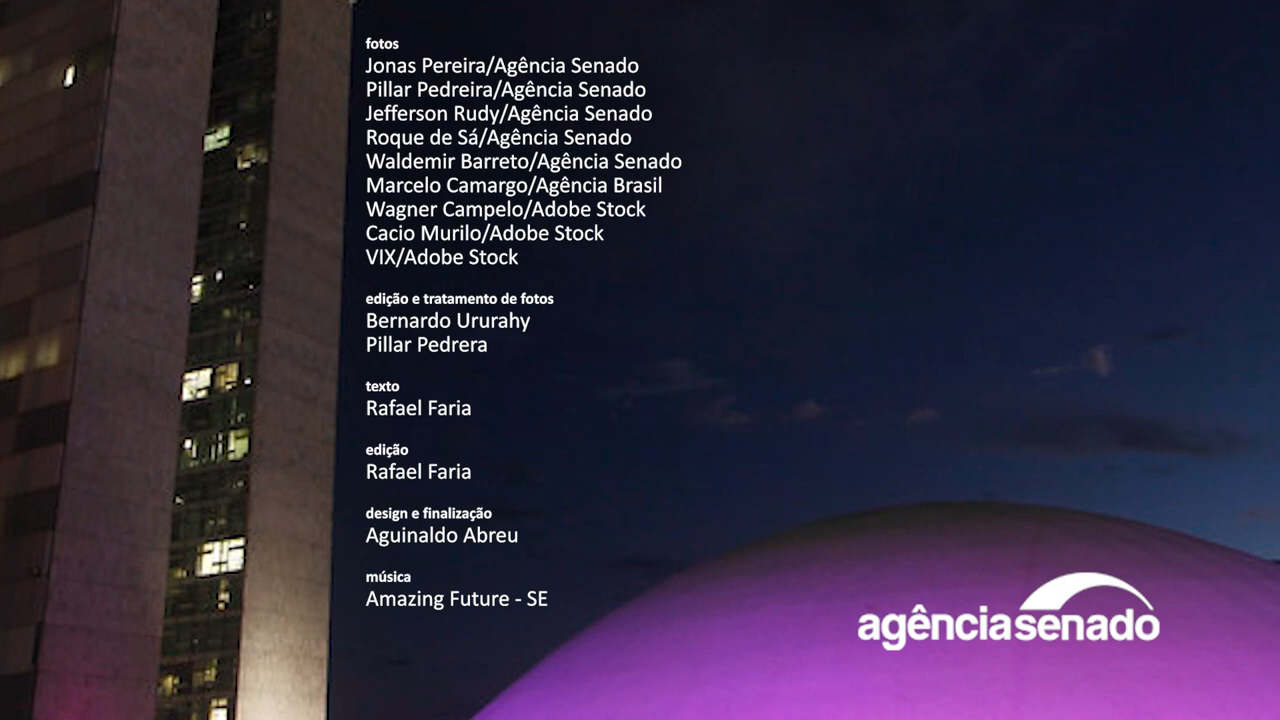 fotos
Jonas Pereira/Agência Senado
Pillar Pedreira/Agência Senado
Jefferson Rudy/Agência Senado
Roque de Sá/Agência Senado
Waldemir Barreto/Agência Senado
Marcelo Camargo/Agência Brasil
Wagner Campelo/Adobe Stock
Cacio Murilo/Adobe Stock
VIX/Adobe Stock
edição e tratamento de fotos
Bernardo Ururahy
Pillar Pedrera
texto
Rafael Faria
edição
Rafael Faria
design e finalização
Aguinaldo Abreu
música
Amazing Future - SE
agênciasenado